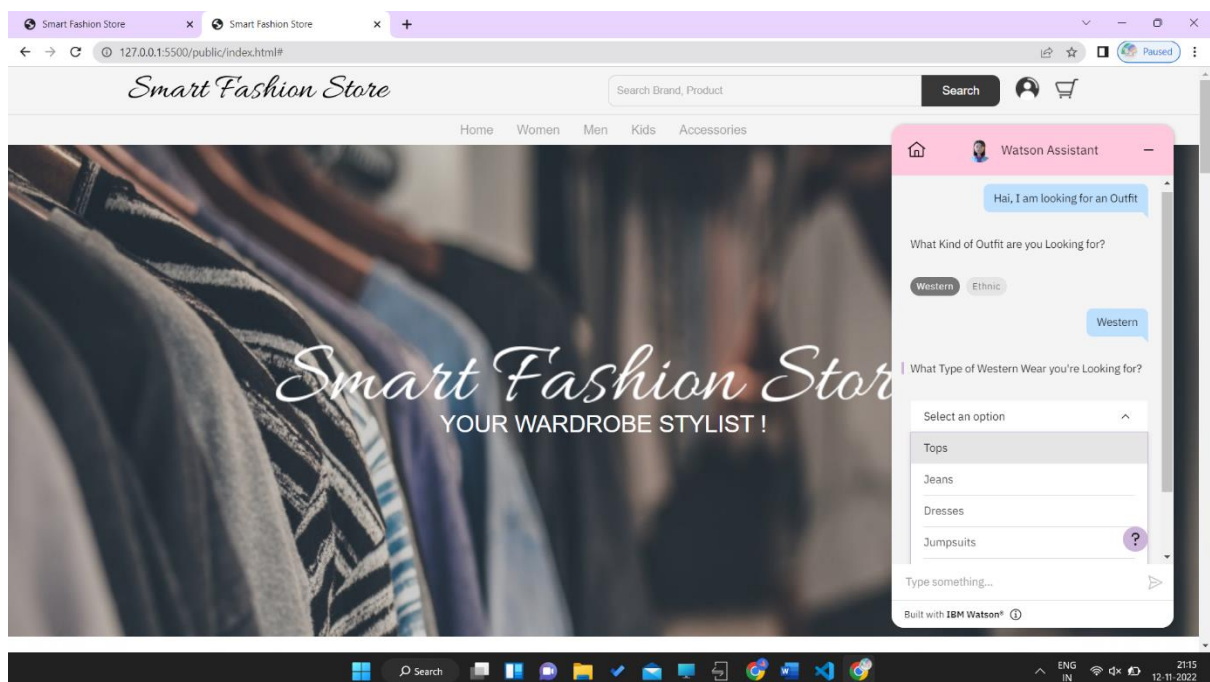 Smart Fashion Store
Smart Fashion Store
127.0.0.1:5500/public/index.html#
Paused
Smart Fashion Store
Search Brand, Product
Search
Home Women Men Kids Accessories
Watson Assistant
Hai, I am looking for an Outfit
What Kind of Outfit are you Looking for?
Western Ethnic
Western
What Type of Western Wear you're Looking for?
Select an option
Tops
Jeans
Dresses
Jumpsuits
?
Type something...
Built with IBM Watson®
Smart Fashion Stor
YOUR WARDROBE STYLIST !
Search
ENG
IN
21:15
12-11-2022